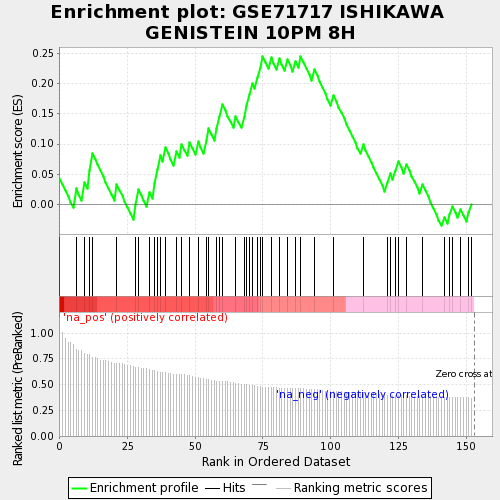 Enrichment plot: GSE71717 ISHIKAWA
GENISTEIN 10PM 8H
Enrichment score (ES)
0.25
0.20
0.15
0.10
0.05
0.00
'na_pos' (positively correlated)
Ranked list metric (PreRanked)
1.00
0.75
0.50
0.25
0.00
Zero cross at
'na_neg' (negatively correlated)
0 25 50 75 100 125 150
Rank in Ordered Dataset
Enrichment profile Hits Ranking metric scores